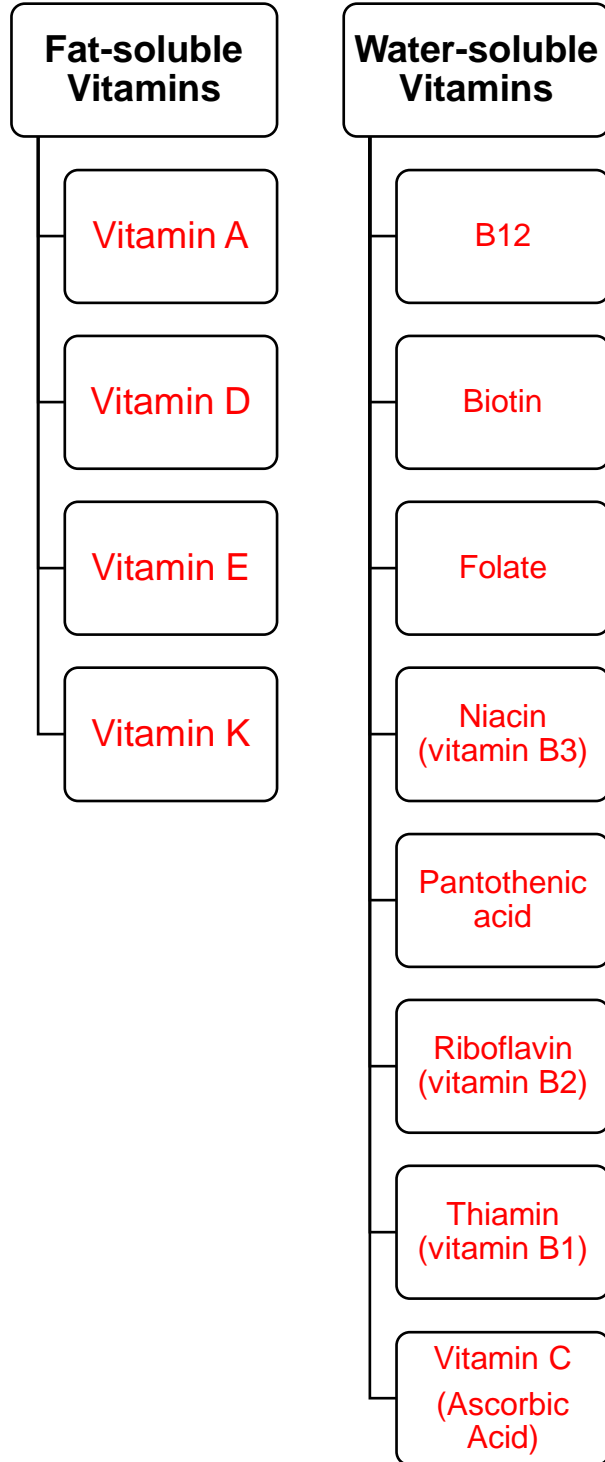 Fat-soluble
Vitamins
Vitamin A
Vitamin D
Vitamin E
Vitamin K
Water-soluble
Vitamins
B12
Biotin
Folate
Niacin
(vitamin B3)
Pantothenic
acid
Riboflavin
(vitamin B2)
Thiamin
(vitamin B1)
Vitamin C
(Ascorbic
Acid)